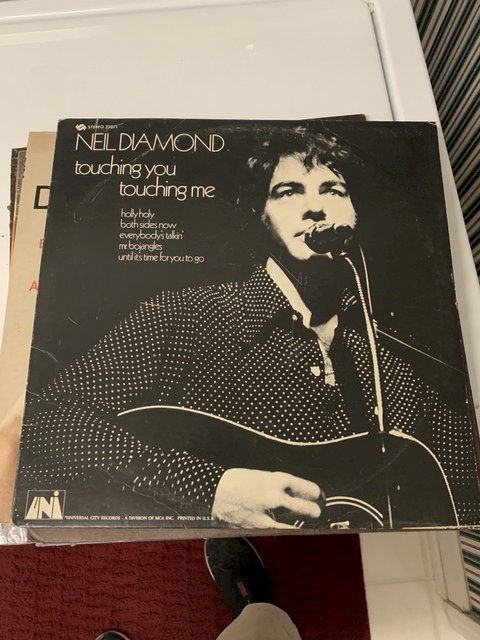 STEREO 73071
NEIL DIAMOND
touching you
touching me
holly holy
both sides now
everybody's talkin'
mr. bojangles
until it's time for you to go
D
E
A
UNI
UNIVERSAL CITY RECORDS - A DIVISION OF MCA INC. PRINTED IN U.S.